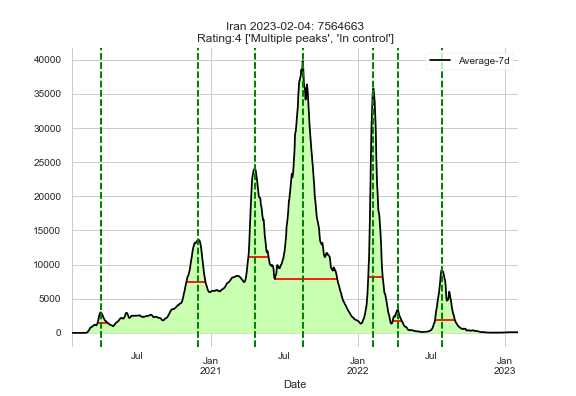 Iran 2023-02-04: 7564663
Rating:4 ['Multiple peaks', 'In control']
Average-7d
40000
35000
30000
25000
20000
15000
10000
5000
0
Jul
Jan
2021
Jul
Jan
2022
Jul
Jan
2023
Date